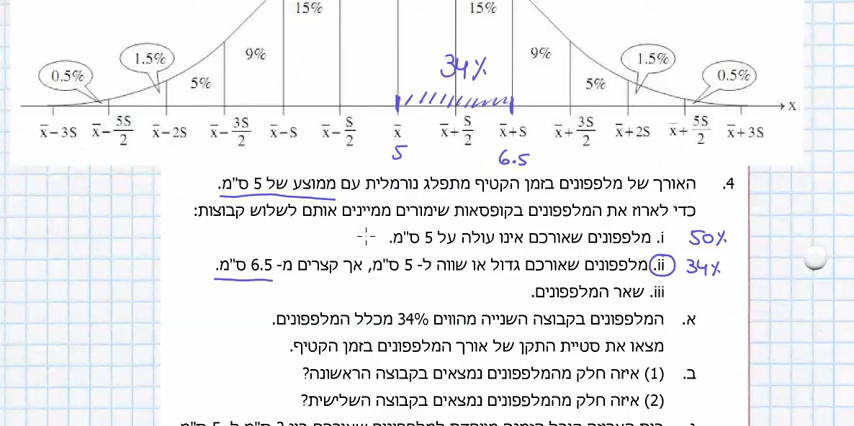 15% 15%
34%
9% 9%
1.5% 1.5%
0.5% 0.5%
5% 5%
x̄−3S x̄−5S/2 x̄−2S x̄−3S/2 x̄−S x̄−S/2 x̄ x̄+S/2 x̄+S x̄+3S/2 x̄+2S x̄+5S/2 x̄+3S x
5 6.5
4. האורך של מלפפונים בזמן הקטיף מתפלג נורמלית עם ממוצע של 5 ס"מ.
כדי לארוז את המלפפונים בקופסאות שימורים ממיינים אותם לשלוש קבוצות:
50% i. מלפפונים שאורכם אינו עולה על 5 ס"מ.
34% ii. מלפפונים שאורכם גדול או שווה ל- 5 ס"מ, אך קצרים מ- 6.5 ס"מ.
iii. שאר המלפפונים.
א. המלפפונים בקבוצה השנייה מהווים 34% מכלל המלפפונים.
מצאו את סטיית התקן של אורך המלפפונים בזמן הקטיף.
ב. (1) איזה חלק מהמלפפונים נמצאים בקבוצה הראשונה?
(2) איזה חלק מהמלפפונים נמצאים בקבוצה השלישית?